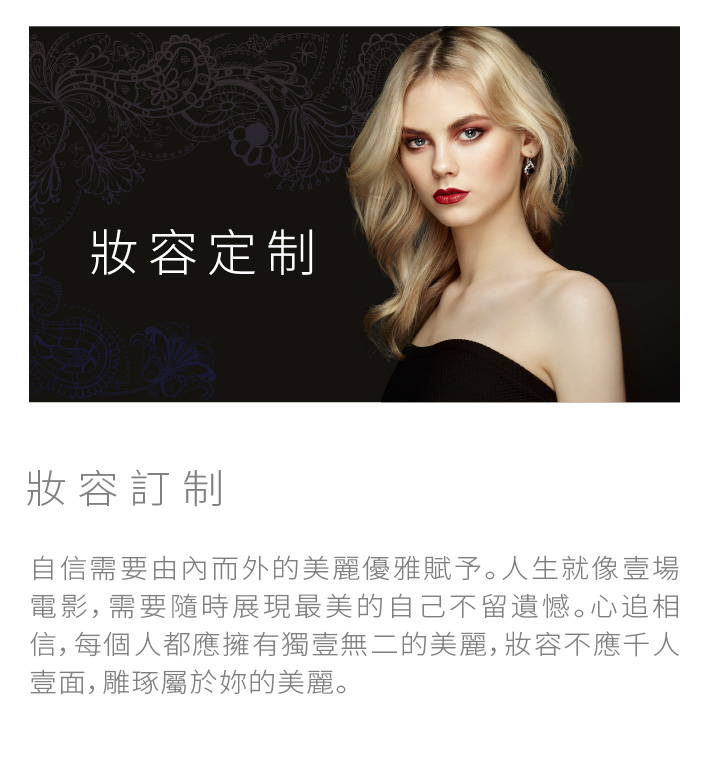 妝容定制
妝容訂制
自信需要由內而外的美麗優雅賦予。人生就像壹場
電影，需要隨時展現最美的自己不留遺憾。心追相
信，每個人都應擁有獨壹無二的美麗，妝容不應千人
壹面，雕琢屬於妳的美麗。